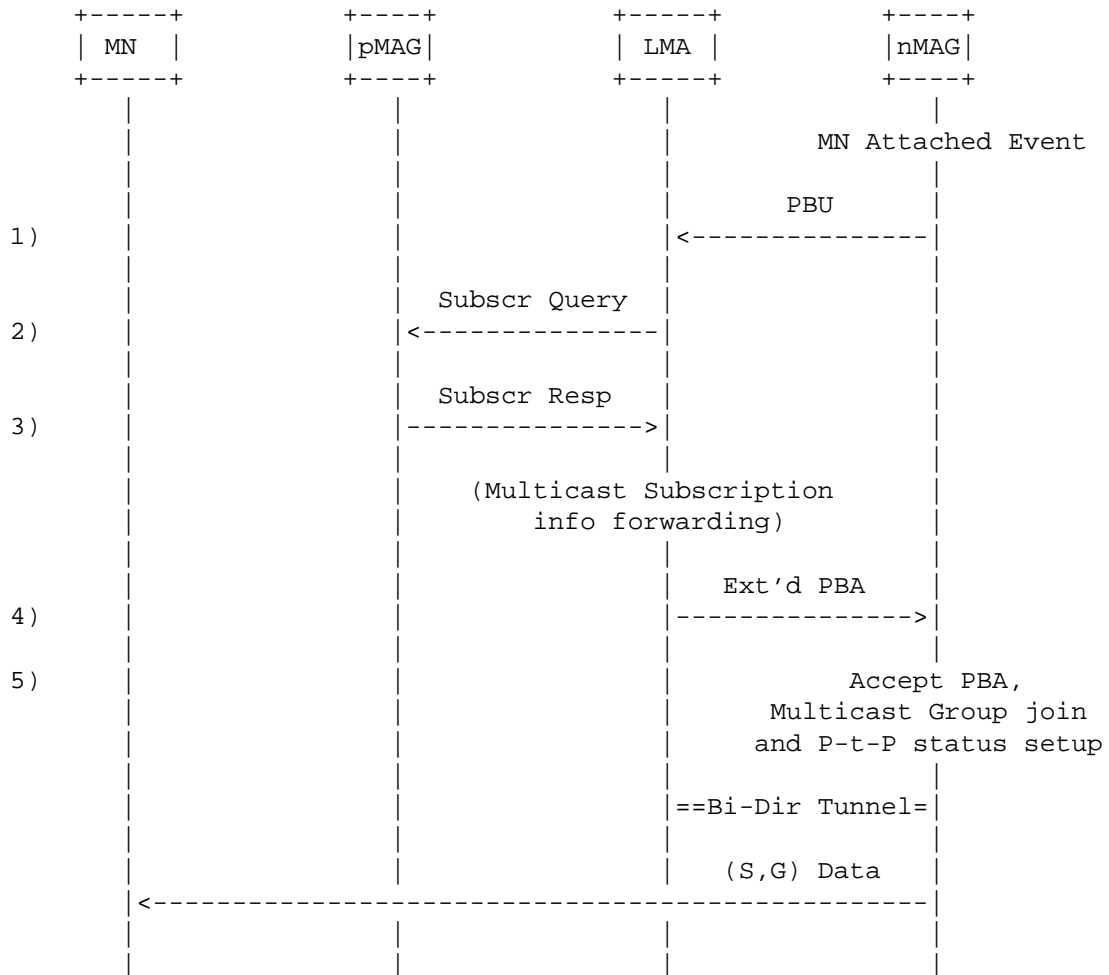 MN pMAG LMA nMAG
MN Attached Event
PBU
1)
Subscr Query
2)
Subscr Resp
3)
(Multicast Subscription
info forwarding)
Ext'd PBA
4)
5) Accept PBA,
Multicast Group join
and P-t-P status setup
==Bi-Dir Tunnel=
(S,G) Data